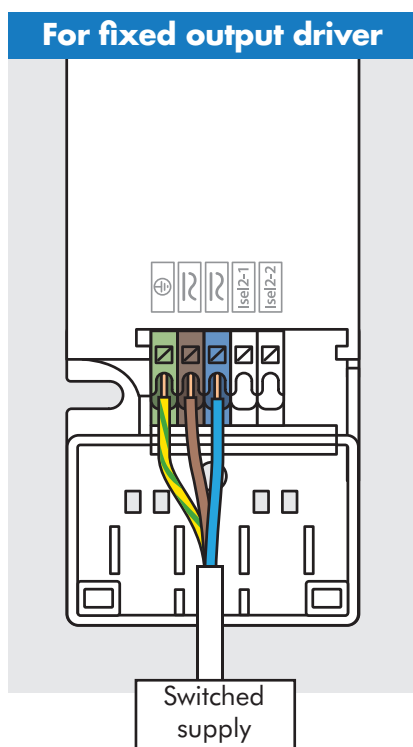 For fixed output driver
Isel2-1
Isel2-2
Switched
supply